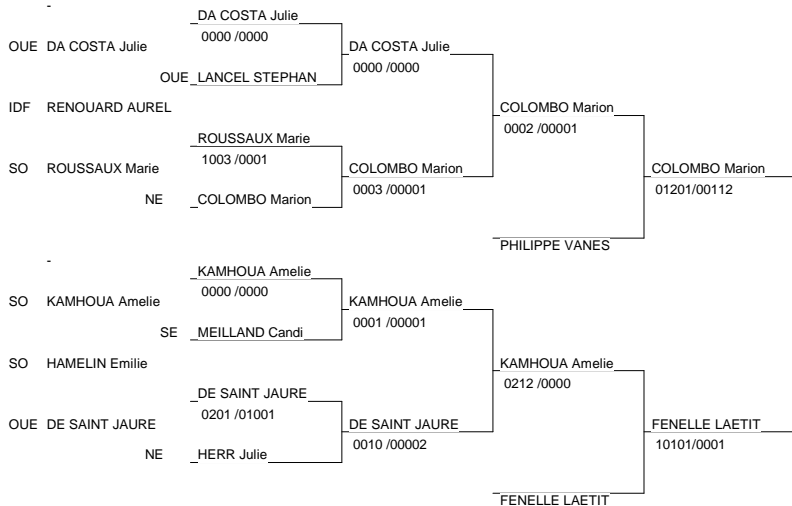 -
DA COSTA Julie
OUE DA COSTA Julie
0000 /0000
DA COSTA Julie
0000 /0000
OUE LANCEL STEPHAN
IDF RENOUARD AUREL
COLOMBO Marion
0002 /00001
ROUSSAUX Marie
1003 /0001
SO ROUSSAUX Marie
COLOMBO Marion
0003 /00001
COLOMBO Marion
01201/00112
NE COLOMBO Marion
PHILIPPE VANES
-
KAMHOUA Amelie
0000 /0000
SO KAMHOUA Amelie
KAMHOUA Amelie
0001 /00001
SE MEILLAND Candi
SO HAMELIN Emilie
KAMHOUA Amelie
0212 /0000
DE SAINT JAURE
0201 /01001
OUE DE SAINT JAURE
DE SAINT JAURE
0010 /00002
FENELLE LAETIT
10101/0001
NE HERR Julie
FENELLE LAETIT